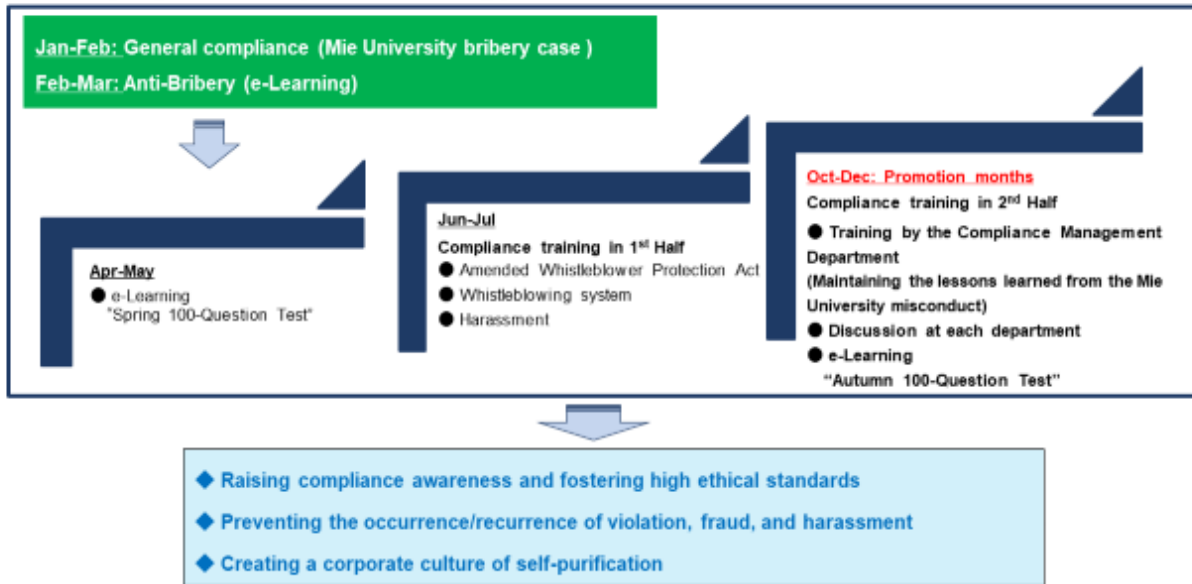 Jan-Feb: General compliance (Mie University bribery case )
Feb-Mar: Anti-Bribery (e-Learning)
Apr-May
● e-Learning
"Spring 100-Question Test"
Jun-Jul
Compliance training in 1st Half
● Amended Whistleblower Protection Act
● Whistleblowing system
● Harassment
Oct-Dec: Promotion months
Compliance training in 2nd Half
● Training by the Compliance Management
Department
(Maintaining the lessons learned from the Mie
University misconduct)
● Discussion at each department
● e-Learning
“Autumn 100-Question Test”
◆ Raising compliance awareness and fostering high ethical standards
◆ Preventing the occurrence/recurrence of violation, fraud, and harassment
◆ Creating a corporate culture of self-purification